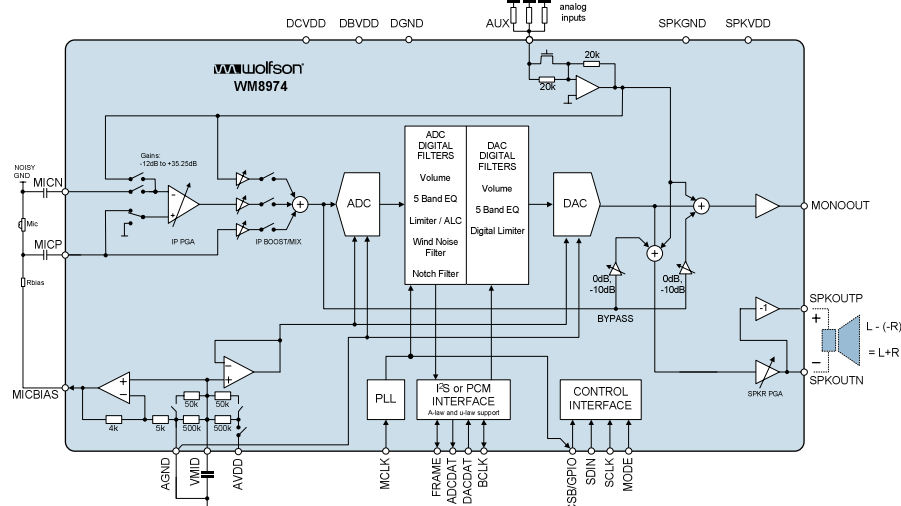 analog
inputs
DCVDD
DBVDD
DGND
AUX
SPKGND
SPKVDD
20k
20k
wolfson
WM8974
Gains:
-12dB to +35.25dB
NOISY
GND
MICN
Mic
MICP
Rbias
IP PGA
IP BOOST/MIX
+
-
+
ADC
ADC
DIGITAL
FILTERS
Volume
5 Band EQ
Limiter / ALC
Wind Noise
Filter
Notch Filter
DAC
DIGITAL
FILTERS
Volume
5 Band EQ
Digital Limiter
DAC
+
+
MONOOUT
0dB,
-10dB
0dB,
-10dB
BYPASS
SPKOUTP
-1
+
−
L - (-R)
= L+R
SPKOUTN
SPKR PGA
MICBIAS
+
-
-
+
50k
50k
4k
5k
500k
500k
PLL
I²S or PCM
INTERFACE
A-law and u-law support
CONTROL
INTERFACE
AGND
VMID
AVDD
MCLK
FRAME
ADCDAT
DACDAT
BCLK
SB/GPIO
SDIN
SCLK
MODE